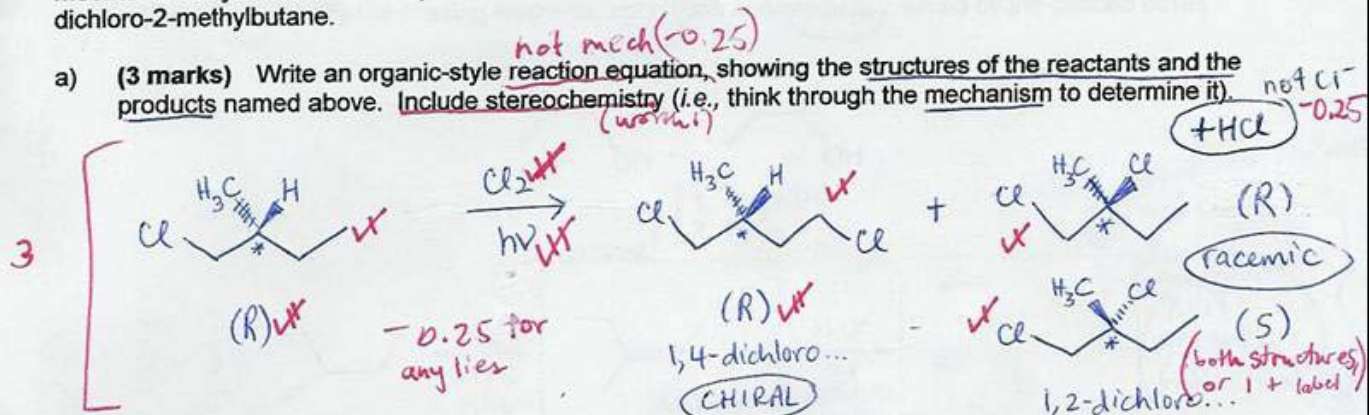 dichloro-2-methylbutane.
not mech (-0.25)
a) (3 marks) Write an organic-style reaction equation, showing the structures of the reactants and the
products named above. Include stereochemistry (i.e., think through the mechanism to determine it).
not Cl⁻
-0.25
(worth 1)
+HCl
3
H₃C H
Cl *
(R)
Cl₂
hν
-0.25 for
any lies
H₃C H
Cl * Cl
(R)
1,4-dichloro...
CHIRAL
+
H₃C Cl
Cl *
(R)
racemic
H₃C Cl
Cl *
(S)
(both structures,
or 1 + label)
1,2-dichloro...